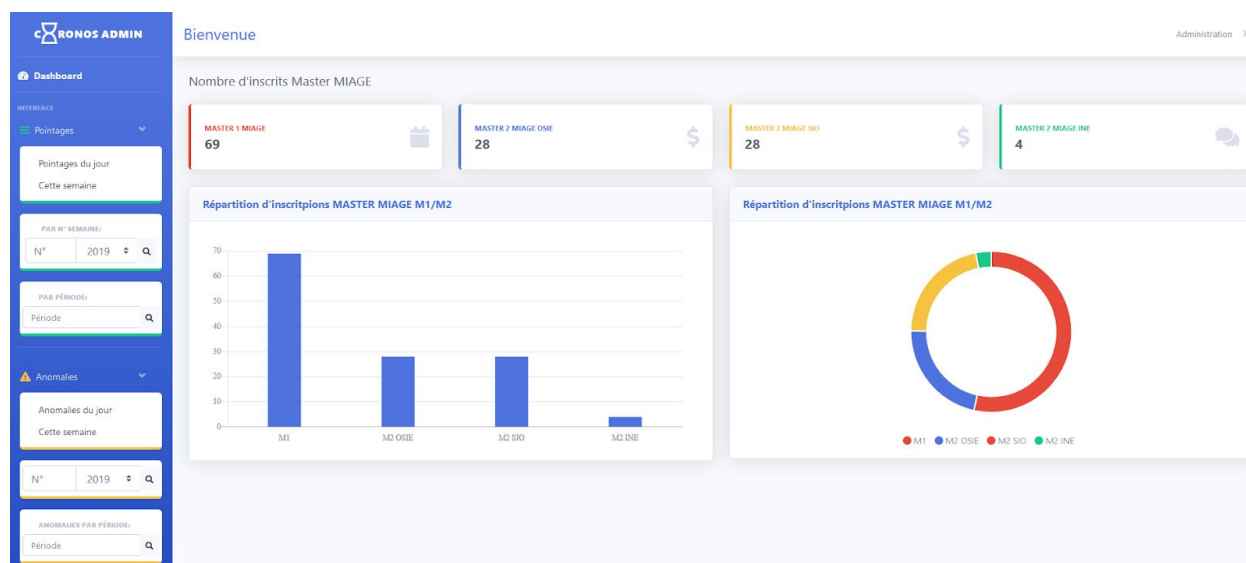 CHRONOS ADMIN
Bienvenue
Administration
Dashboard
INTERFACE
Pointages
Pointages du jour
Cette semaine
PAR N° SEMAINE:
N° 2019
PAR PÉRIODE:
Période
Anomalies
Anomalies du jour
Cette semaine
N° 2019
ANOMALIES PAR PÉRIODE:
Période
Nombre d'inscrits Master MIAGE
MASTER 1 MIAGE
69
MASTER 2 MIAGE OSIE
28
MASTER 2 MIAGE SIO
28
MASTER 2 MIAGE INE
4
Répartition d'inscritpions MASTER MIAGE M1/M2
70
60
50
40
30
20
10
0
M1 M2 OSIE M2 SIO M2 INE
Répartition d'inscritpions MASTER MIAGE M1/M2
M1 M2 OSIE M2 SIO M2 INE